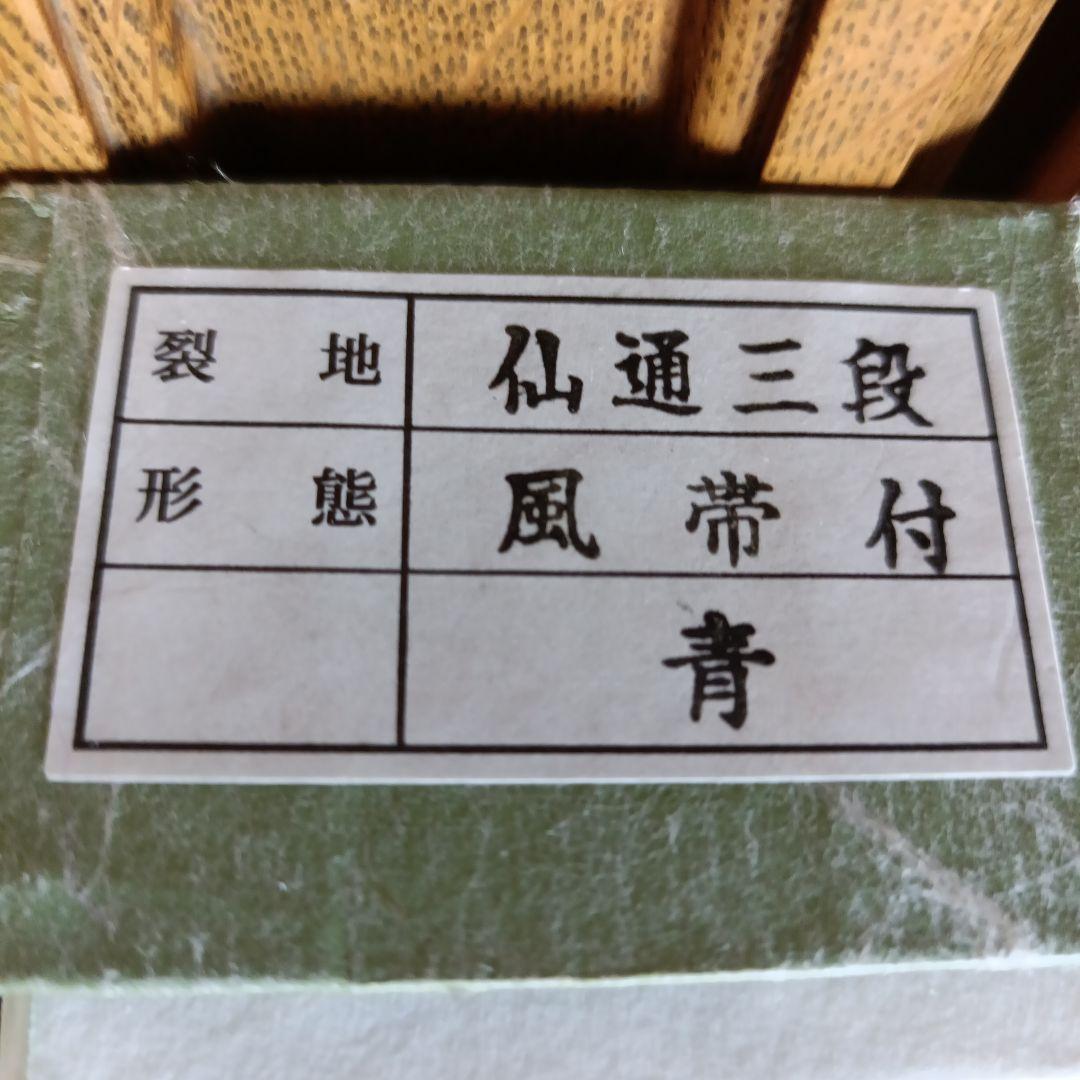 裂地 仙通三段
形態 風帯付
青